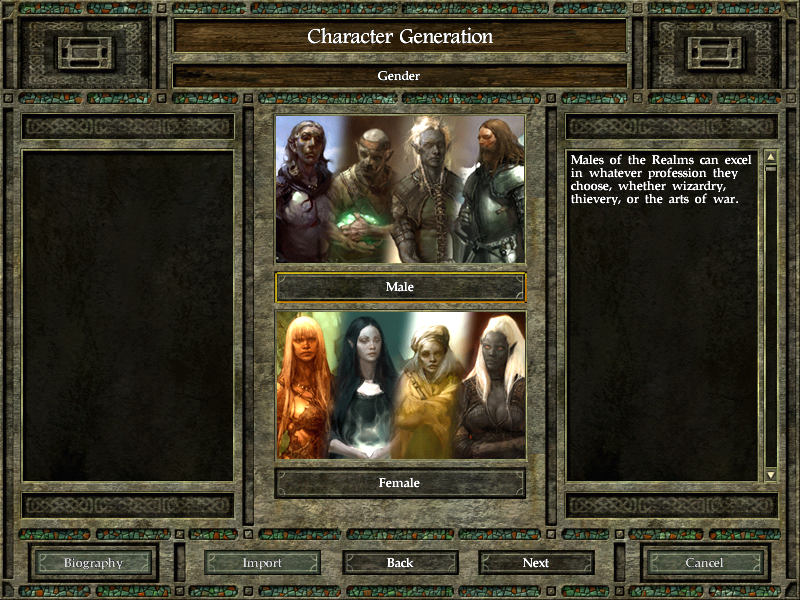 Character Generation
Gender
Males of the Realms can excel
in whatever profession they
choose, whether wizardry,
thievery, or the arts of war.
Male
Female
Biography
Import
Back
Next
Cancel